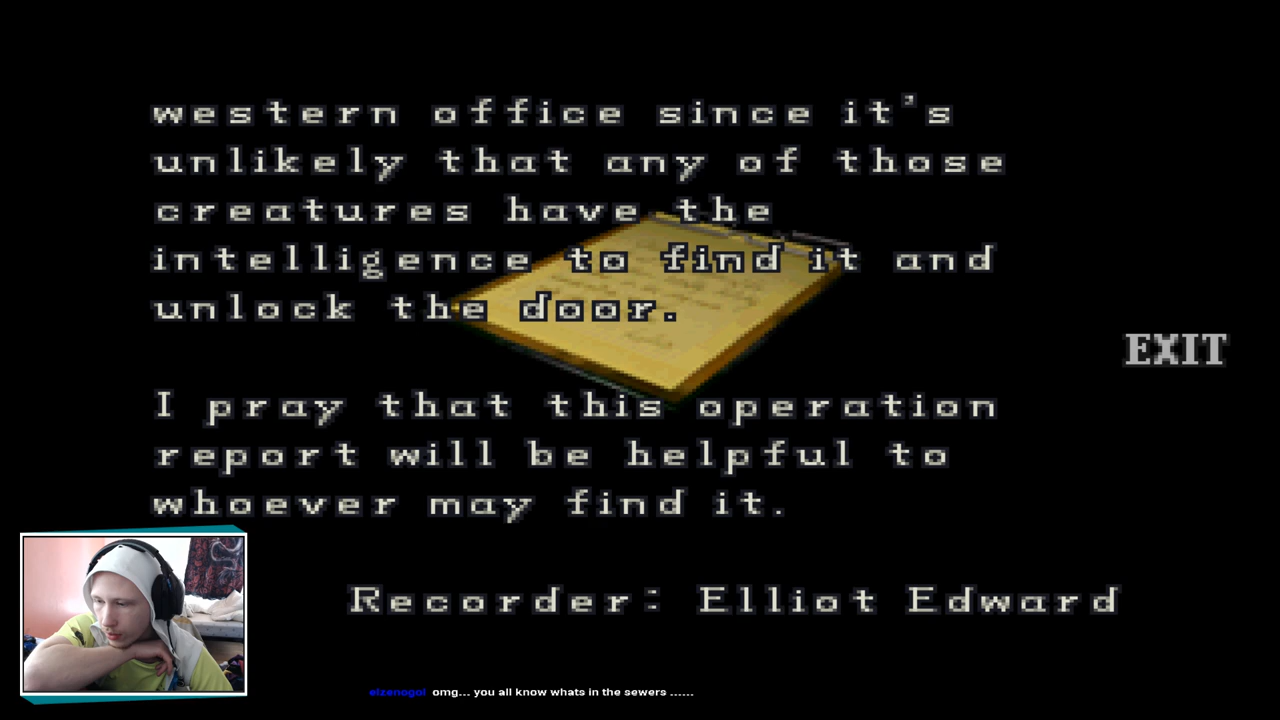 western office since it's
unlikely that any of those
creatures have the
intelligence to find it and
unlock the door.
EXIT
I pray that this operation
report will be helpful to
whoever may find it.
Recorder: Elliot Edward
elzenogol omg... you all know whats in the sewers ......